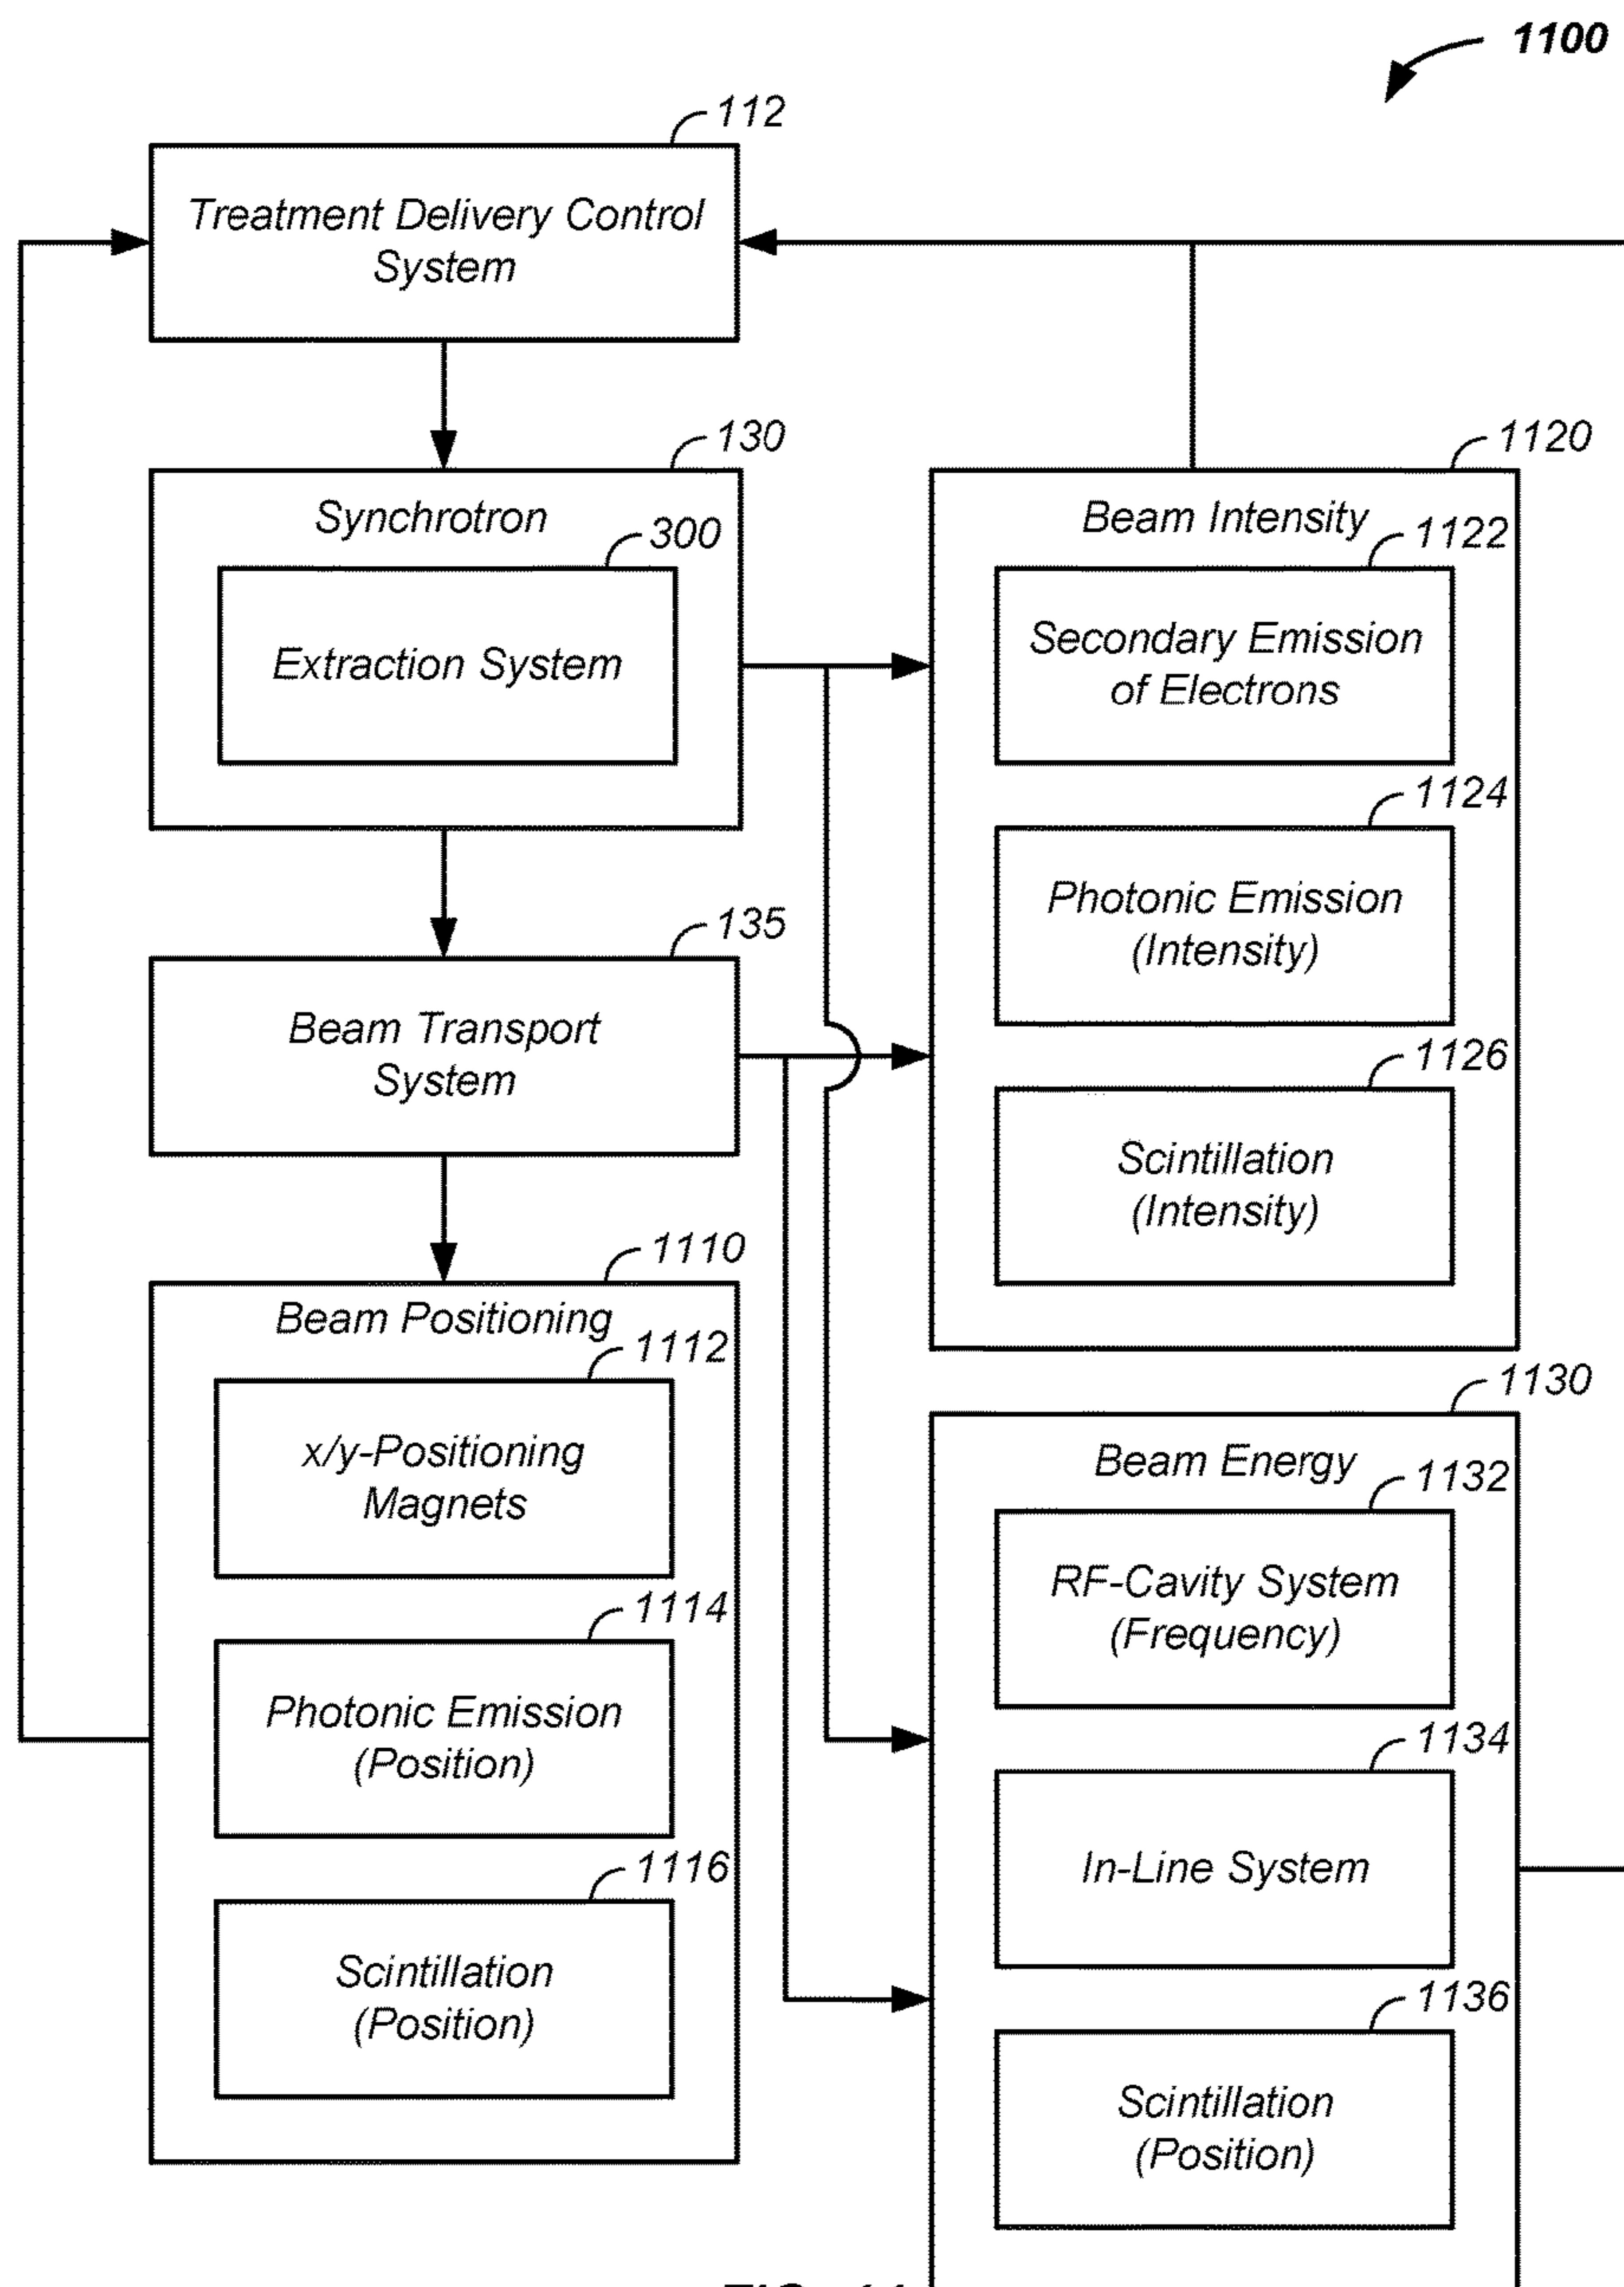 1100
112
Treatment Delivery Control
System
130
Synchrotron
300
Extraction System
135
Beam Transport
System
1110
Beam Positioning
1112
x/y-Positioning
Magnets
1114
Photonic Emission
(Position)
1116
Scintillation
(Position)
1120
Beam Intensity
1122
Secondary Emission
of Electrons
1124
Photonic Emission
(Intensity)
1126
Scintillation
(Intensity)
1130
Beam Energy
1132
RF-Cavity System
(Frequency)
1134
In-Line System
1136
Scintillation
(Position)